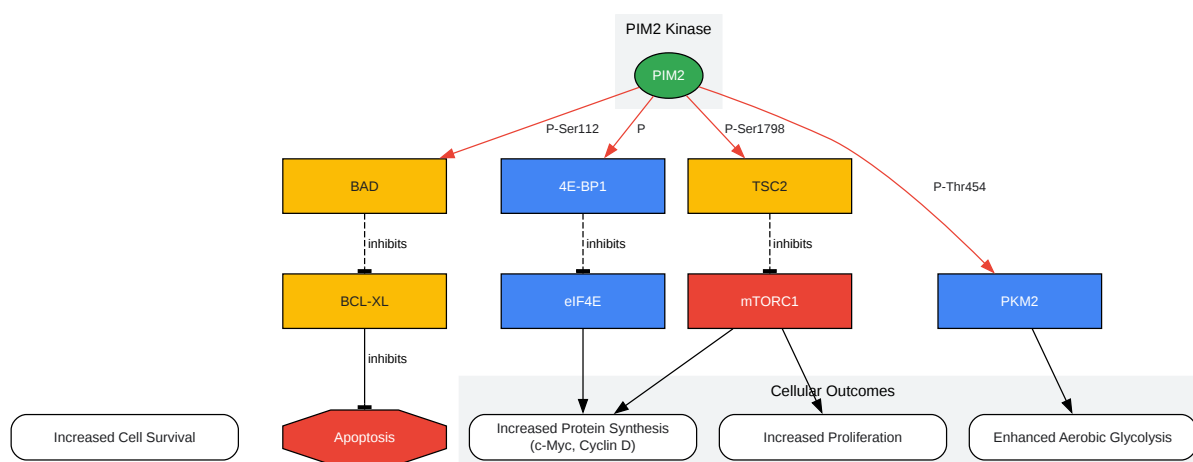 PIM2 Kinase
PIM2
P-Ser112
P
P-Ser1798
P-Thr454
BAD
4E-BP1
TSC2
inhibits
inhibits
inhibits
BCL-XL
eIF4E
mTORC1
PKM2
inhibits
Cellular Outcomes
Increased Cell Survival
Apoptosis
Increased Protein Synthesis
(c-Myc, Cyclin D)
Increased Proliferation
Enhanced Aerobic Glycolysis